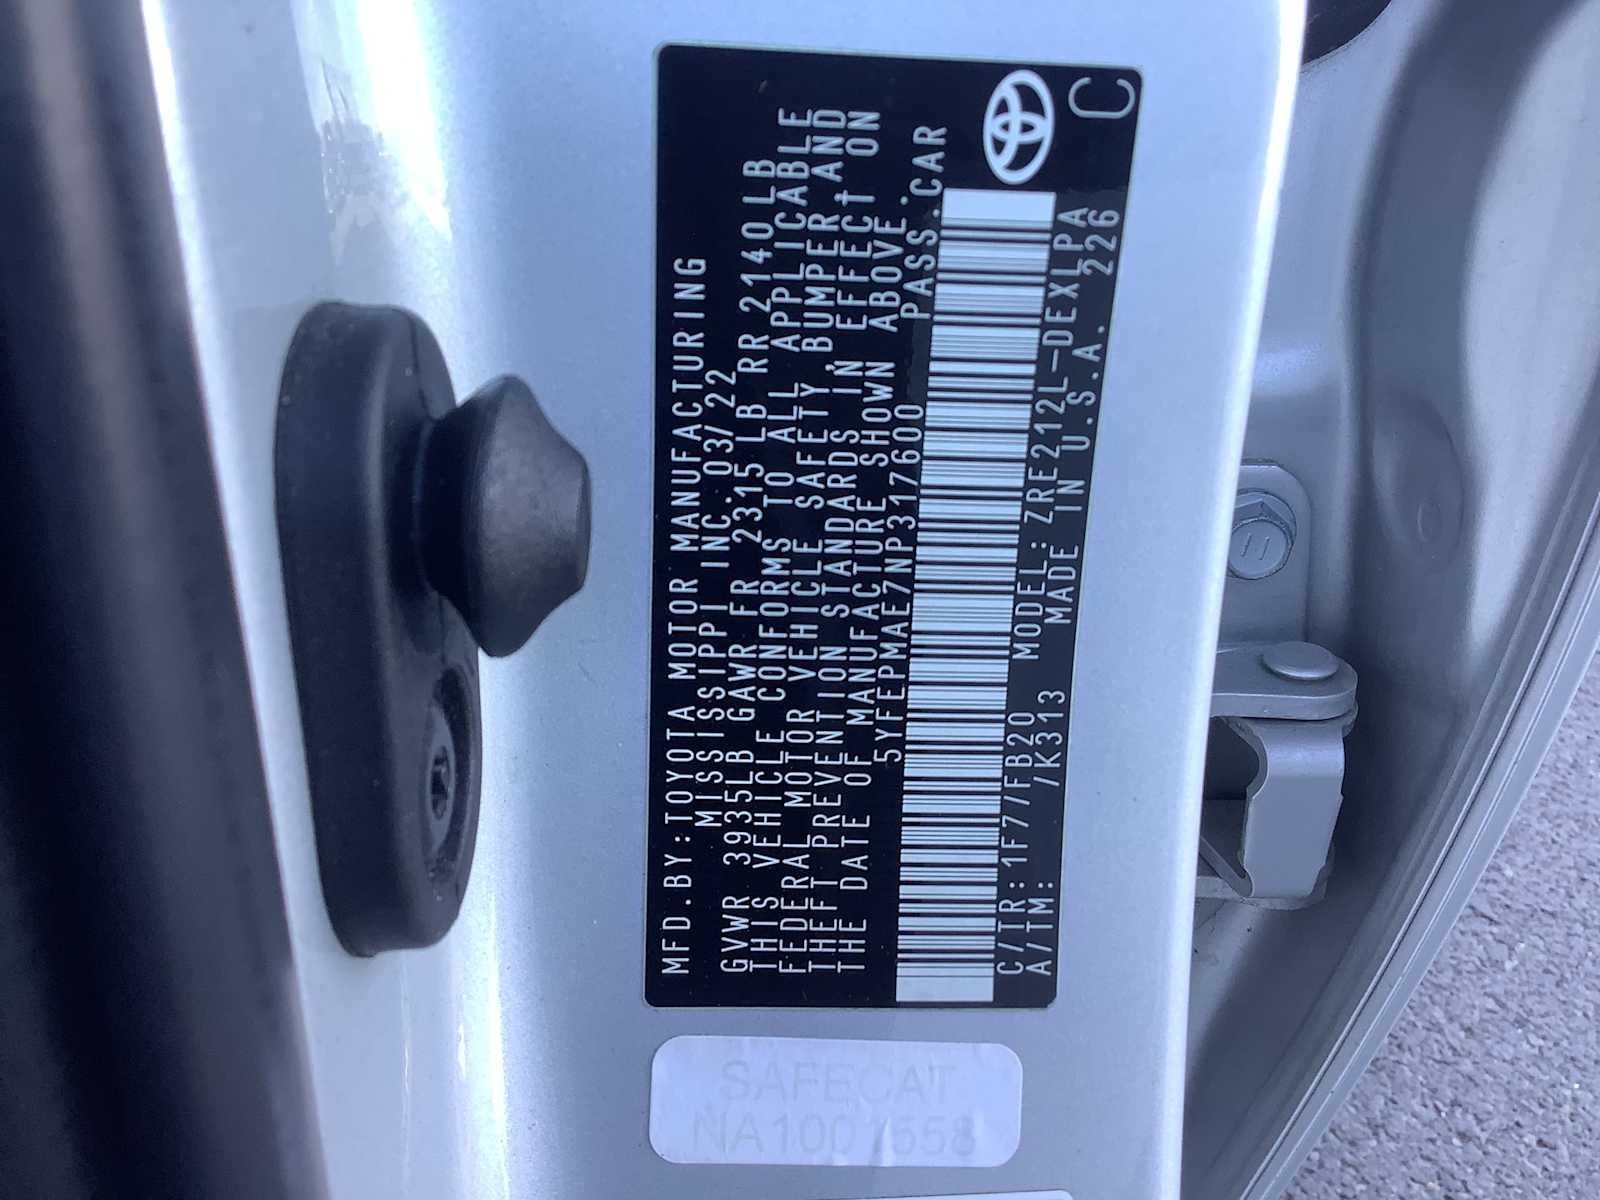 MFD.BY:TOYOTA MOTOR MANUFACTURING
MISSISSIPPI INC. 03/22
GVWR 3935LB GAWR FR 2315LB RR 2140LB
THIS VEHICLE CONFORMS TO ALL APPLICABLE
FEDERAL MOTOR VEHICLE SAFETY, BUMPER AND
THEFT PREVENTION STANDARDS IN EFFECT ON
THE DATE OF MANUFACTURE SHOWN ABOVE.
5YFEPMAE7NP317600 PASS.CAR
C/TR: 1F7/FB20 MODEL: ZRE212L-DEXLPA
A/TM: /K313 MADE IN U.S.A. 226
C
SAFECAT
NA1001558